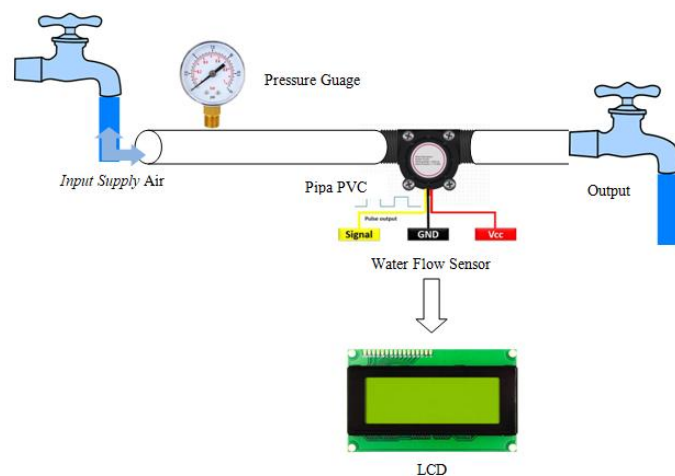 Pressure Guage
Input Supply Air
Pipa PVC
Output
Pulse output
Signal
GND
Vcc
Water Flow Sensor
LCD